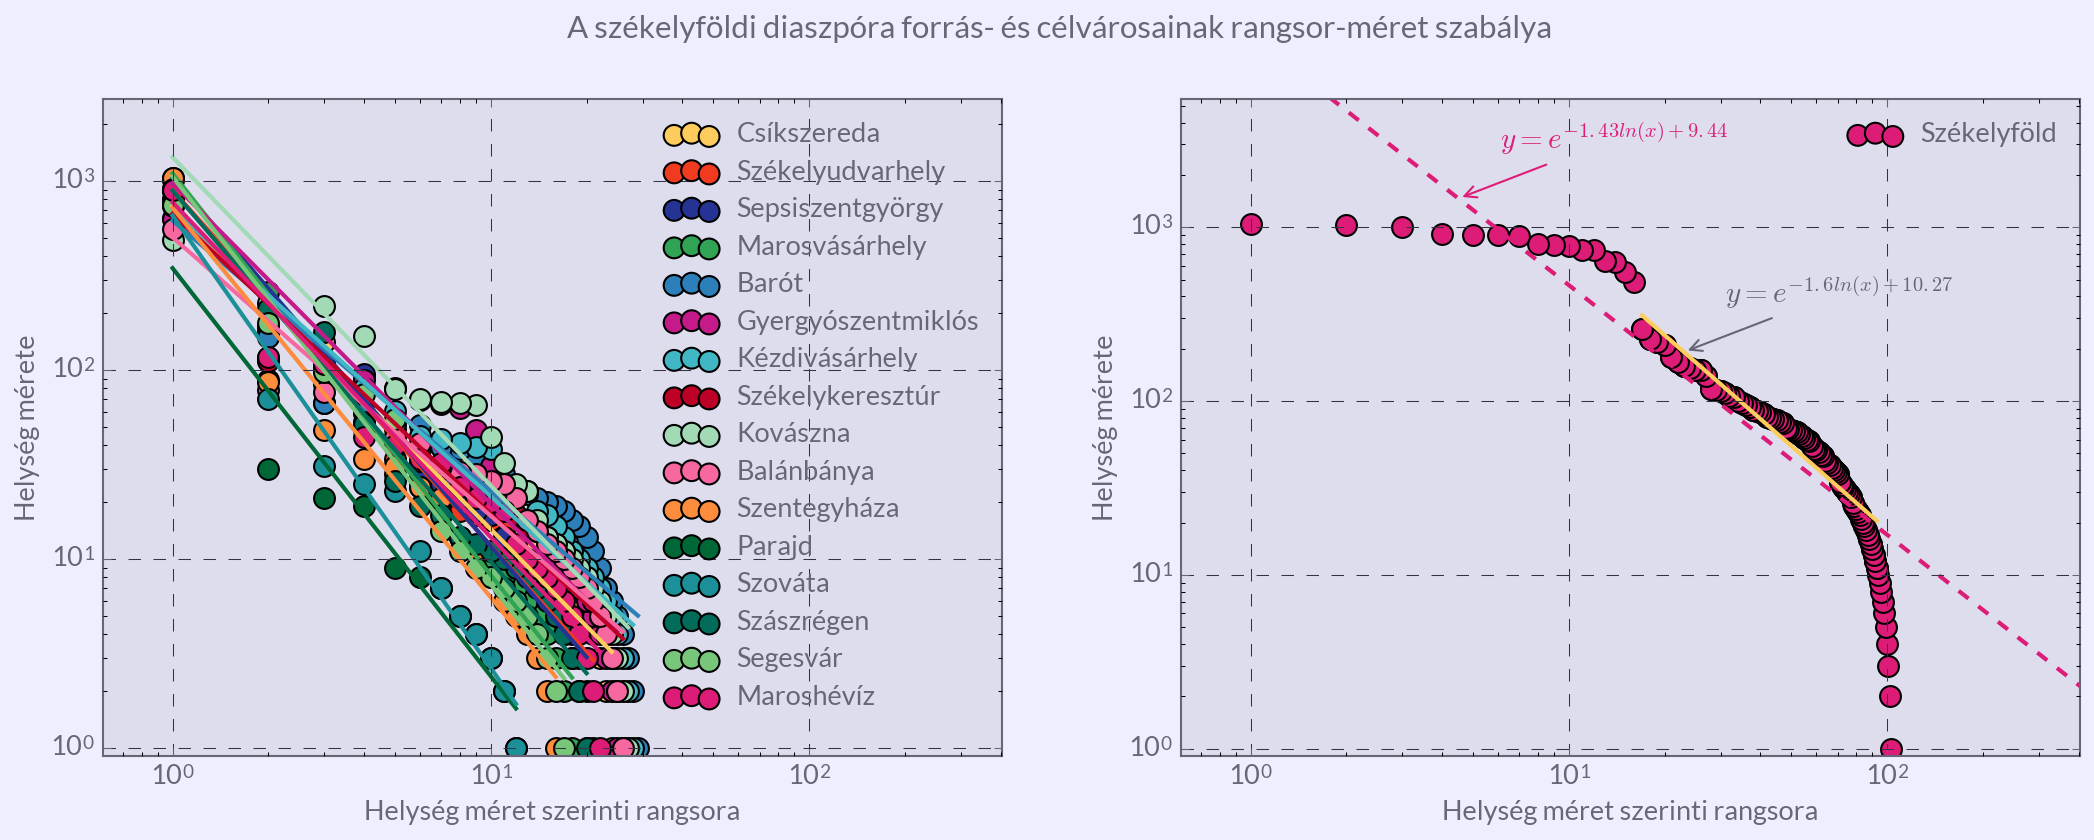 A székelyföldi diaszpóra forrás- és célvárosainak rangsor-méret szabálya
Helység mérete
10³
10²
10¹
10⁰
10⁰
10¹
10²
Helység méret szerinti rangsora
Csíkszereda
Székelyudvarhely
Sepsiszentgyörgy
Marosvásárhely
Barót
Gyergyószentmiklós
Kézdivásárhely
Székelykeresztúr
Kovászna
Balánbánya
Szentegyháza
Parajd
Szováta
Szászrégen
Segesvár
Maroshévíz
Helység mérete
10³
10²
10¹
10⁰
10⁰
10¹
10²
Helység méret szerinti rangsora
y = e^{−1.43ln(x)+9.44}
Székelyföld
y = e^{−1.6ln(x)+10.27}